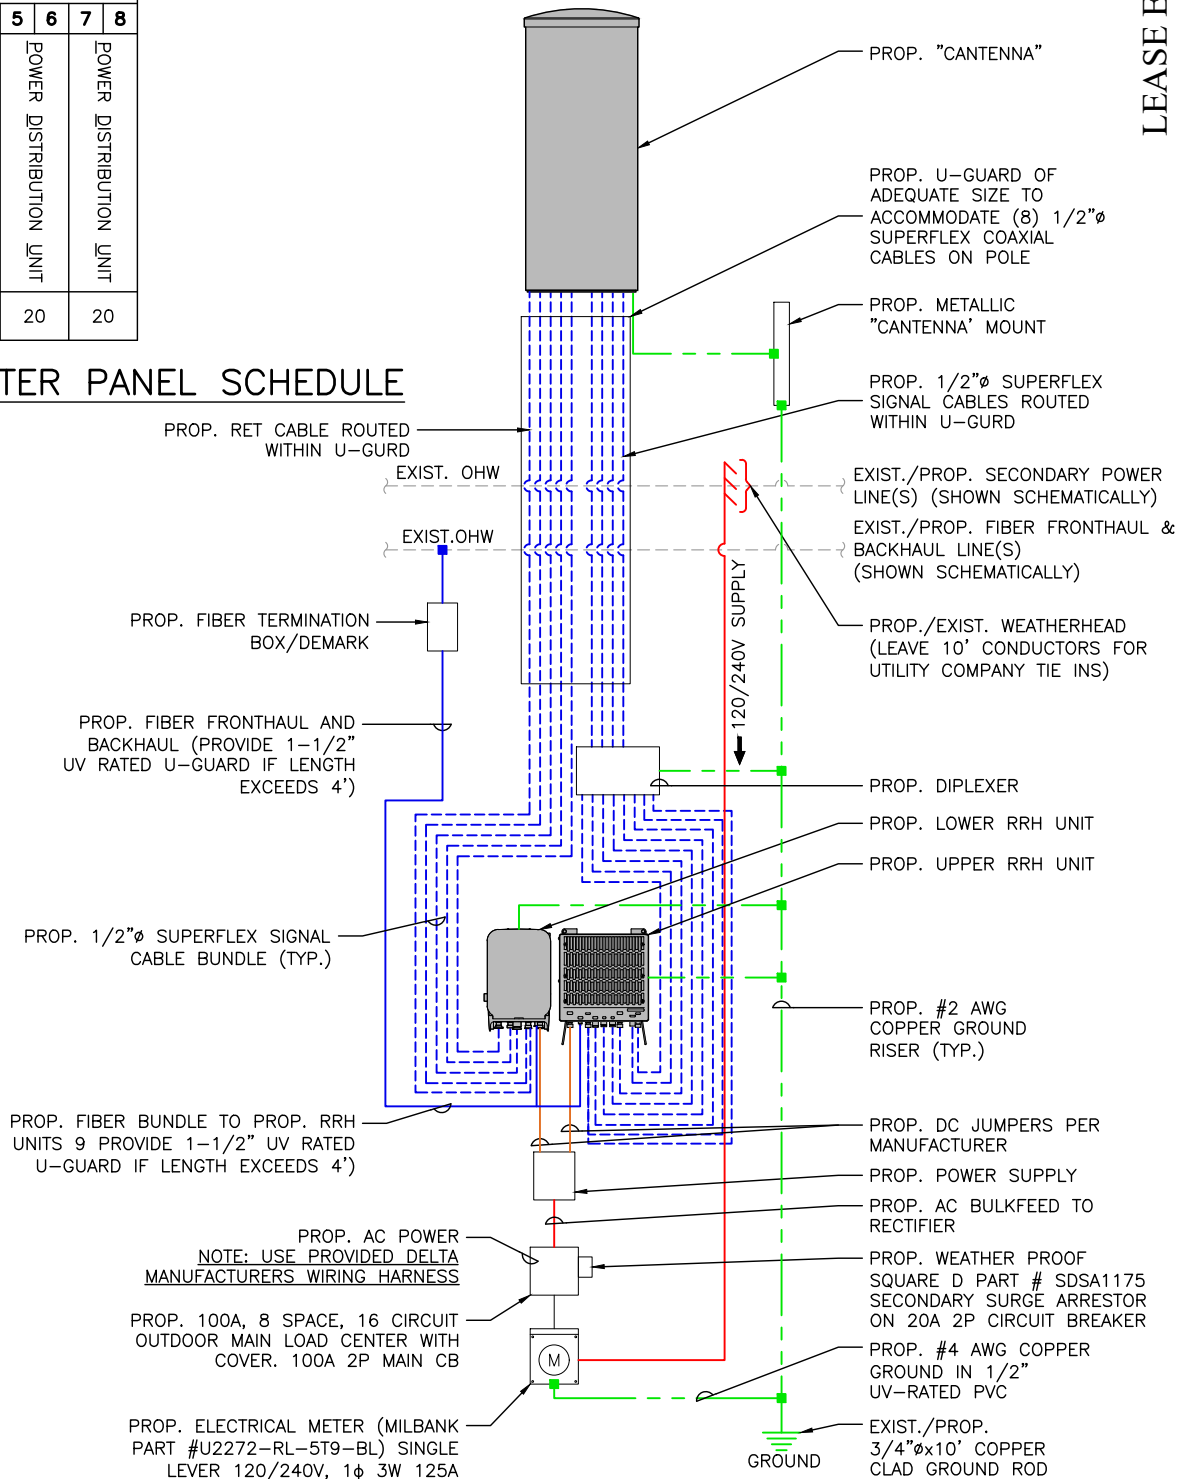 5 6 7 8
POWER DISTRIBUTION UNIT
POWER DISTRIBUTION UNIT
20 20
TER PANEL SCHEDULE
LEASE E
PROP. "CANTENNA"
PROP. U-GUARD OF
ADEQUATE SIZE TO
ACCOMMODATE (8) 1/2"ø
SUPERFLEX COAXIAL
CABLES ON POLE
PROP. METALLIC
"CANTENNA' MOUNT
PROP. 1/2"ø SUPERFLEX
SIGNAL CABLES ROUTED
WITHIN U-GURD
PROP. RET CABLE ROUTED
WITHIN U-GURD
EXIST. OHW
EXIST./PROP. SECONDARY POWER
LINE(S) (SHOWN SCHEMATICALLY)
EXIST.OHW
EXIST./PROP. FIBER FRONTHAUL &
BACKHAUL LINE(S)
(SHOWN SCHEMATICALLY)
120/240V SUPPLY
PROP. FIBER TERMINATION
BOX/DEMARK
PROP./EXIST. WEATHERHEAD
(LEAVE 10' CONDUCTORS FOR
UTILITY COMPANY TIE INS)
PROP. FIBER FRONTHAUL AND
BACKHAUL (PROVIDE 1-1/2"
UV RATED U-GUARD IF LENGTH
EXCEEDS 4')
PROP. DIPLEXER
PROP. LOWER RRH UNIT
PROP. UPPER RRH UNIT
PROP. 1/2"ø SUPERFLEX SIGNAL
CABLE BUNDLE (TYP.)
PROP. #2 AWG
COPPER GROUND
RISER (TYP.)
PROP. FIBER BUNDLE TO PROP. RRH
UNITS 9 PROVIDE 1-1/2" UV RATED
U-GUARD IF LENGTH EXCEEDS 4')
PROP. DC JUMPERS PER
MANUFACTURER
PROP. POWER SUPPLY
PROP. AC BULKFEED TO
RECTIFIER
PROP. AC POWER
NOTE: USE PROVIDED DELTA
MANUFACTURERS WIRING HARNESS
PROP. WEATHER PROOF
SQUARE D PART # SDSA1175
SECONDARY SURGE ARRESTOR
ON 20A 2P CIRCUIT BREAKER
PROP. 100A, 8 SPACE, 16 CIRCUIT
OUTDOOR MAIN LOAD CENTER WITH
COVER. 100A 2P MAIN CB
M
PROP. #4 AWG COPPER
GROUND IN 1/2"
UV-RATED PVC
PROP. ELECTRICAL METER (MILBANK
PART #U2272-RL-5T9-BL) SINGLE
LEVER 120/240V, 1ϕ 3W 125A
GROUND
EXIST./PROP.
3/4"øx10' COPPER
CLAD GROUND ROD